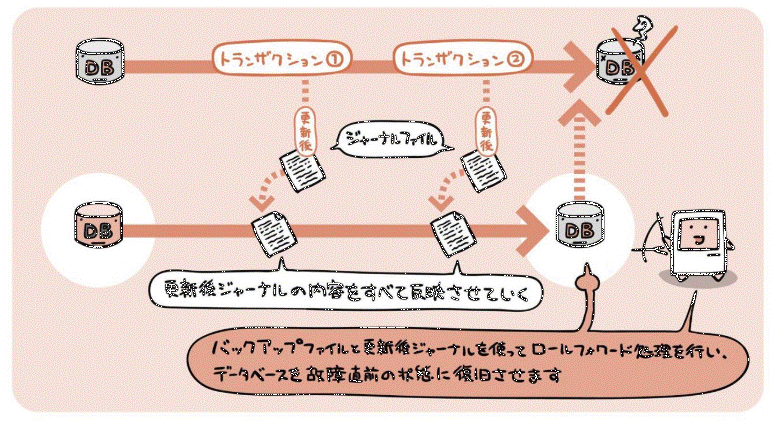 DB
トランザクション①
トランザクション②
DB
更新後
ジャーナルファイル
更新後
DB
DB
更新後ジャーナルの内容をすべて反映させていく
バックアップファイルと更新後ジャーナルを使ってロールフォワード処理を行い、
データベースを故障直前の状態に復旧させます